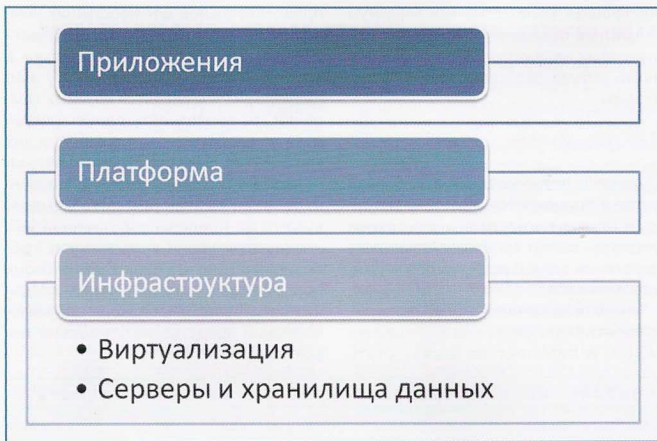 Приложения
Платформа
Инфраструктура
• Виртуализация
• Серверы и хранилища данных